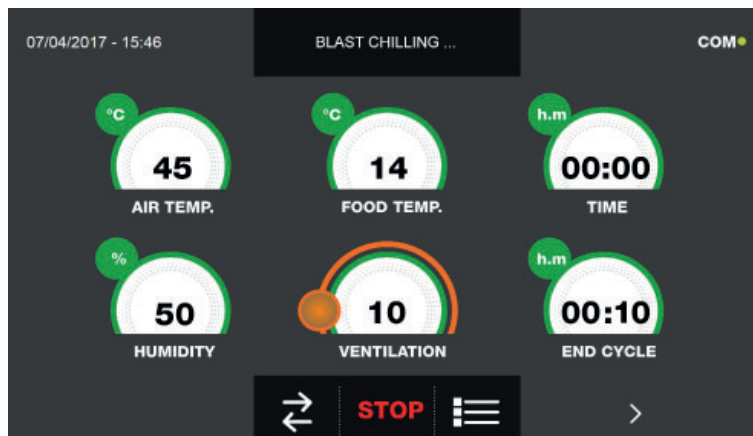 07/04/2017 - 15:46
BLAST CHILLING ...
COM
°C
45
AIR TEMP.
°C
14
FOOD TEMP.
h.m
00:00
TIME
%
50
HUMIDITY
10
VENTILATION
h.m
00:10
END CYCLE
STOP